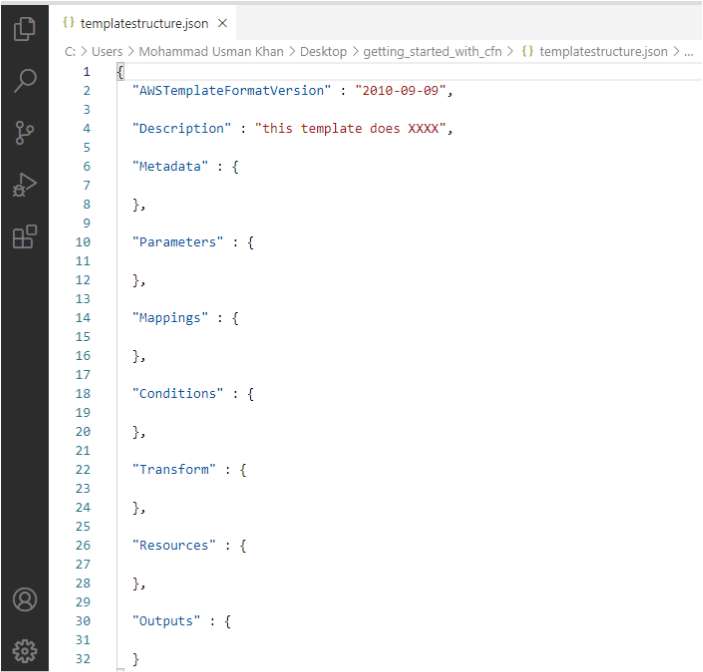 {} templatestructure.json ×
C: > Users > Mohammad Usman Khan > Desktop > getting_started_with_cfn > {} templatestructure.json > ...
1 {
2 "AWSTemplateFormatVersion" : "2010-09-09",
3
4 "Description" : "this template does XXXX",
5
6 "Metadata" : {
7
8 },
9
10 "Parameters" : {
11
12 },
13
14 "Mappings" : {
15
16 },
17
18 "Conditions" : {
19
20 },
21
22 "Transform" : {
23
24 },
25
26 "Resources" : {
27
28 },
29
30 "Outputs" : {
31
32 }